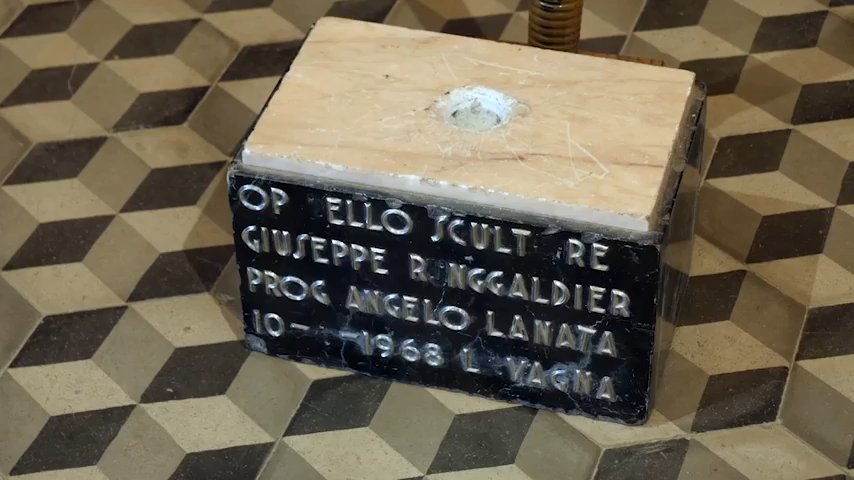 OP ELLO SCULT RE
GIUSEPPE R NGGALDIER
PROG ANGELO LANATA
10- 1968 L VAGNA